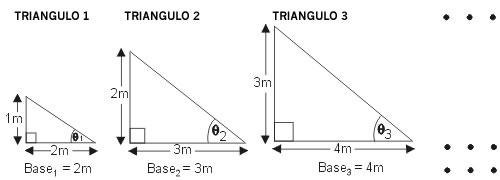 TRIANGULO 1
1m
θ₁
2m
Base₁ = 2m
TRIANGULO 2
2m
θ₂
3m
Base₂ = 3m
TRIANGULO 3
3m
θ₃
4m
Base₃ = 4m